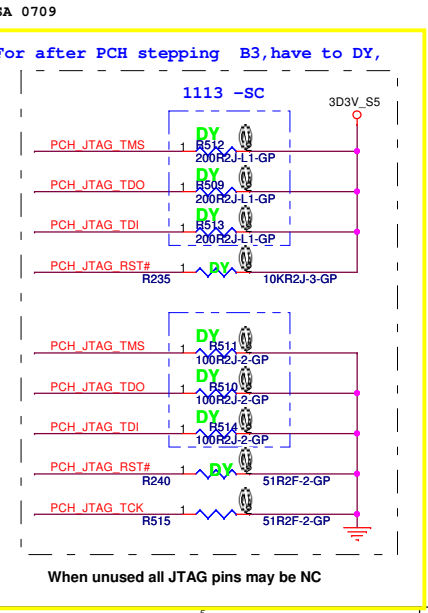 SA 0709
For after PCH stepping B3,have to DY,
1113 -SC
3D3V_S5
PCH_JTAG_TMS 1 DY R512 200R2J-L1-GP
PCH_JTAG_TDO 1 DY R509 200R2J-L1-GP
PCH_JTAG_TDI 1 DY R513 200R2J-L1-GP
PCH_JTAG_RST# 1 DY
R235 10KR2J-3-GP
PCH_JTAG_TMS 1 DY R511 100R2J-2-GP
PCH_JTAG_TDO 1 DY R510 100R2J-2-GP
PCH_JTAG_TDI 1 DY R514 100R2J-2-GP
PCH_JTAG_RST# 1 DY
R240 51R2F-2-GP
PCH_JTAG_TCK 1
R515 51R2F-2-GP
When unused all JTAG pins may be NC